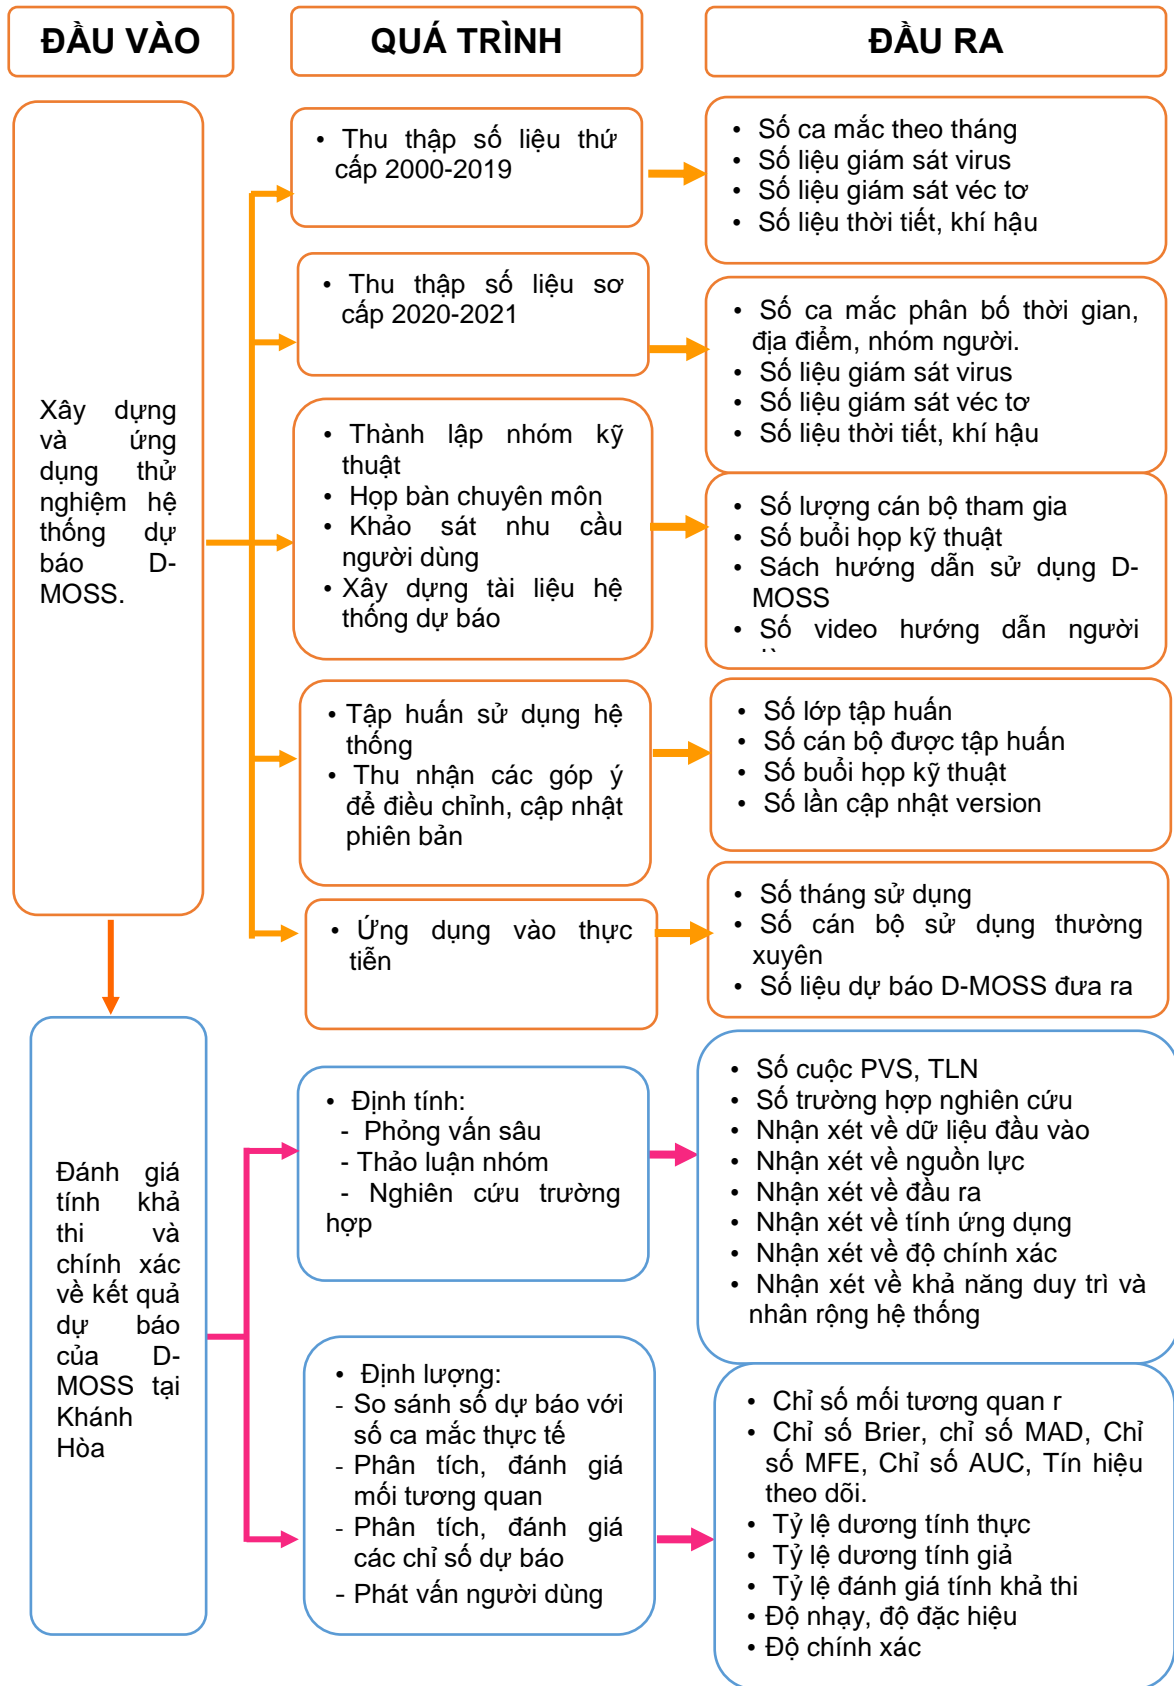 ĐẦU VÀO
QUÁ TRÌNH
ĐẦU RA
Xây dựng
và ứng
dụng thử
nghiệm hệ
thống dự
báo D-
MOSS.
• Thu thập số liệu thứ
cấp 2000-2019
• Số ca mắc theo tháng
• Số liệu giám sát virus
• Số liệu giám sát véc tơ
• Số liệu thời tiết, khí hậu
• Thu thập số liệu sơ
cấp 2020-2021
• Số ca mắc phân bố thời gian,
địa điểm, nhóm người.
• Số liệu giám sát virus
• Số liệu giám sát véc tơ
• Số liệu thời tiết, khí hậu
• Thành lập nhóm kỹ
thuật
• Họp bàn chuyên môn
• Khảo sát nhu cầu
người dùng
• Xây dựng tài liệu hệ
thống dự báo
• Số lượng cán bộ tham gia
• Số buổi họp kỹ thuật
• Sách hướng dẫn sử dụng D-
MOSS
• Số video hướng dẫn người
• Tập huấn sử dụng hệ
thống
• Thu nhận các góp ý
để điều chỉnh, cập nhật
phiên bản
• Số lớp tập huấn
• Số cán bộ được tập huấn
• Số buổi họp kỹ thuật
• Số lần cập nhật version
• Ứng dụng vào thực
tiễn
• Số tháng sử dụng
• Số cán bộ sử dụng thường
xuyên
• Số liệu dự báo D-MOSS đưa ra
Đánh giá
tính khả
thi và
chính xác
về kết quả
dự báo
của D-
MOSS tại
Khánh
Hòa
• Định tính:
- Phỏng vấn sâu
- Thảo luận nhóm
- Nghiên cứu trường
hợp
• Số cuộc PVS, TLN
• Số trường hợp nghiên cứu
• Nhận xét về dữ liệu đầu vào
• Nhận xét về nguồn lực
• Nhận xét về đầu ra
• Nhận xét về tính ứng dụng
• Nhận xét về độ chính xác
• Nhận xét về khả năng duy trì và
nhân rộng hệ thống
• Định lượng:
- So sánh số dự báo với
số ca mắc thực tế
- Phân tích, đánh giá
mối tương quan
- Phân tích, đánh giá
các chỉ số dự báo
- Phát vấn người dùng
• Chỉ số mối tương quan r
• Chỉ số Brier, chỉ số MAD, Chỉ
số MFE, Chỉ số AUC, Tín hiệu
theo dõi.
• Tỷ lệ dương tính thực
• Tỷ lệ dương tính giả
• Tỷ lệ đánh giá tính khả thi
• Độ nhạy, độ đặc hiệu
• Độ chính xác